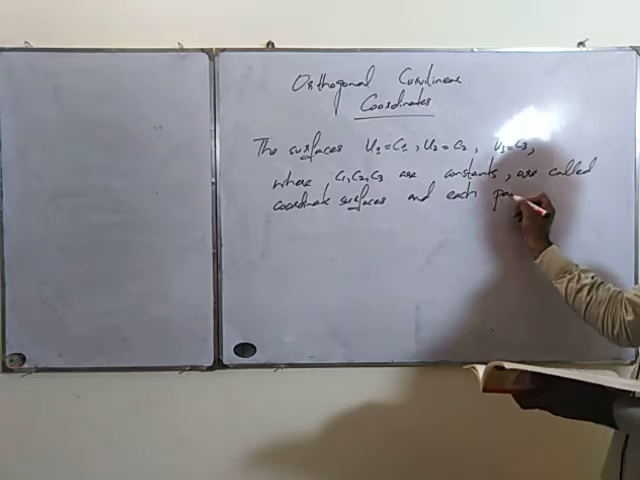 Orthogonal Curvilinear
Coordinates
The surfaces u1 = c1, u2 = c2, u3 = c3,
where c1, c2, c3 are constants, are called
coordinate surfaces and each pa